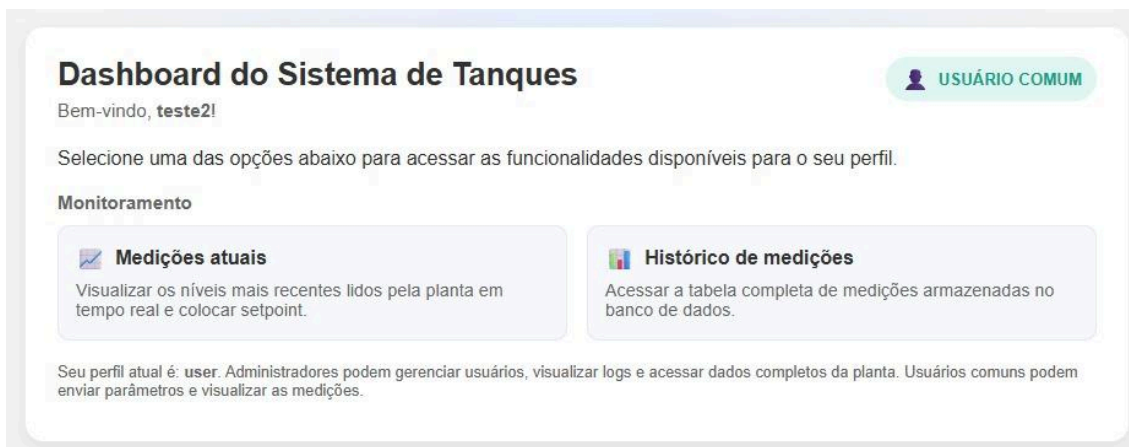 Dashboard do Sistema de Tanques
USUÁRIO COMUM
Bem-vindo, teste2!
Selecione uma das opções abaixo para acessar as funcionalidades disponíveis para o seu perfil.
Monitoramento
Medições atuais
Visualizar os níveis mais recentes lidos pela planta em
tempo real e colocar setpoint.
Histórico de medições
Acessar a tabela completa de medições armazenadas no
banco de dados.
Seu perfil atual é: user. Administradores podem gerenciar usuários, visualizar logs e acessar dados completos da planta. Usuários comuns podem
enviar parâmetros e visualizar as medições.